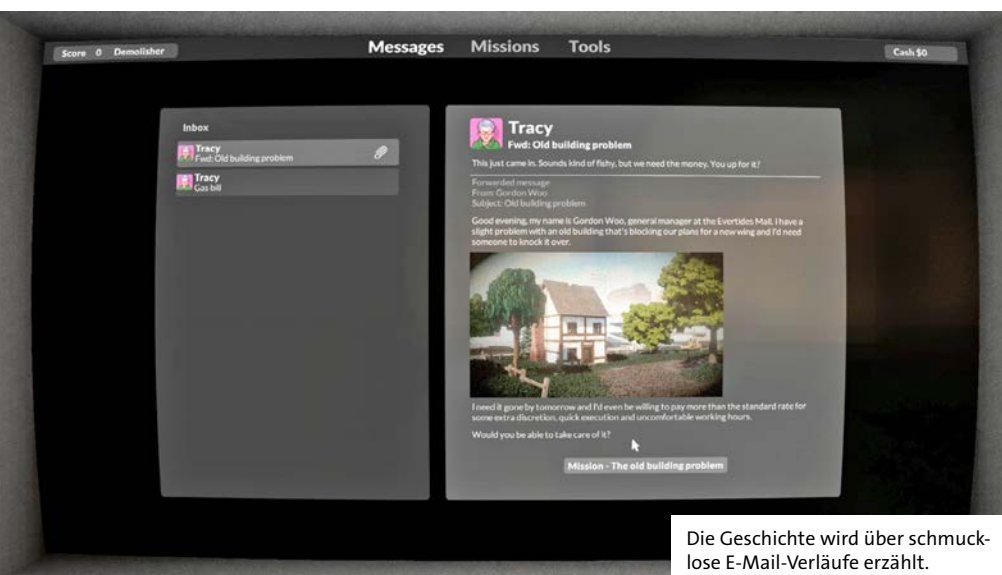 Score 0 Demolisher
Messages Missions Tools
Cash $0
Inbox
Tracy
Fwd: Old building problem
Tracy
Gas bill
Tracy
Fwd: Old building problem
This just came in. Sounds kind of fishy, but we need the money. You up for it?
Forwarded message
From: Gordon Woo
Subject: Old building problem
Good evening, my name is Gordon Woo, general manager at the Evertides Mall. I have a
slight problem with an old building that's blocking our plans for a new wing and I'd need
someone to knock it over.
I need it gone by tomorrow and I'd even be willing to pay more than the standard rate for
some extra discretion, quick execution and uncomfortable working hours.
Would you be able to take care of it?
Mission - The old building problem
Die Geschichte wird über schmuck-
lose E-Mail-Verläufe erzählt.